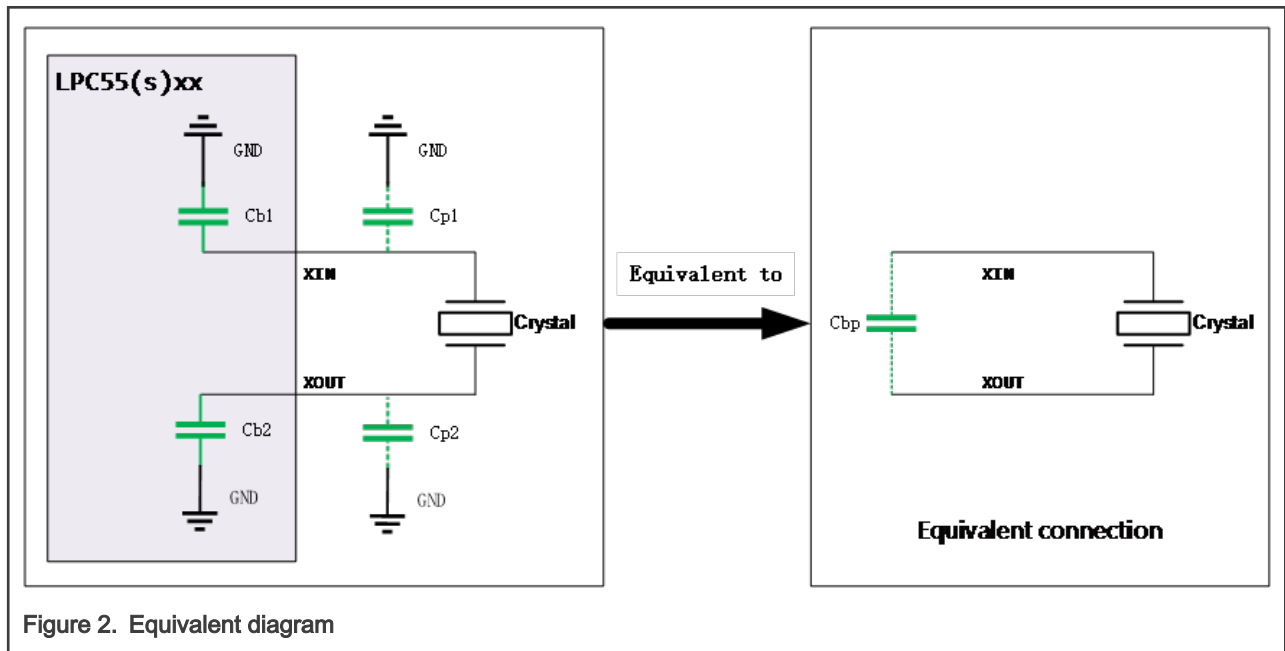 LPC55(s)xx
GND
GND
Cb1
Cp1
XIN
Crystal
XOUT
Cb2
Cp2
GND
GND
Equivalent to
Cbp
XIN
Crystal
XOUT
Equivalent connection
Figure 2. Equivalent diagram